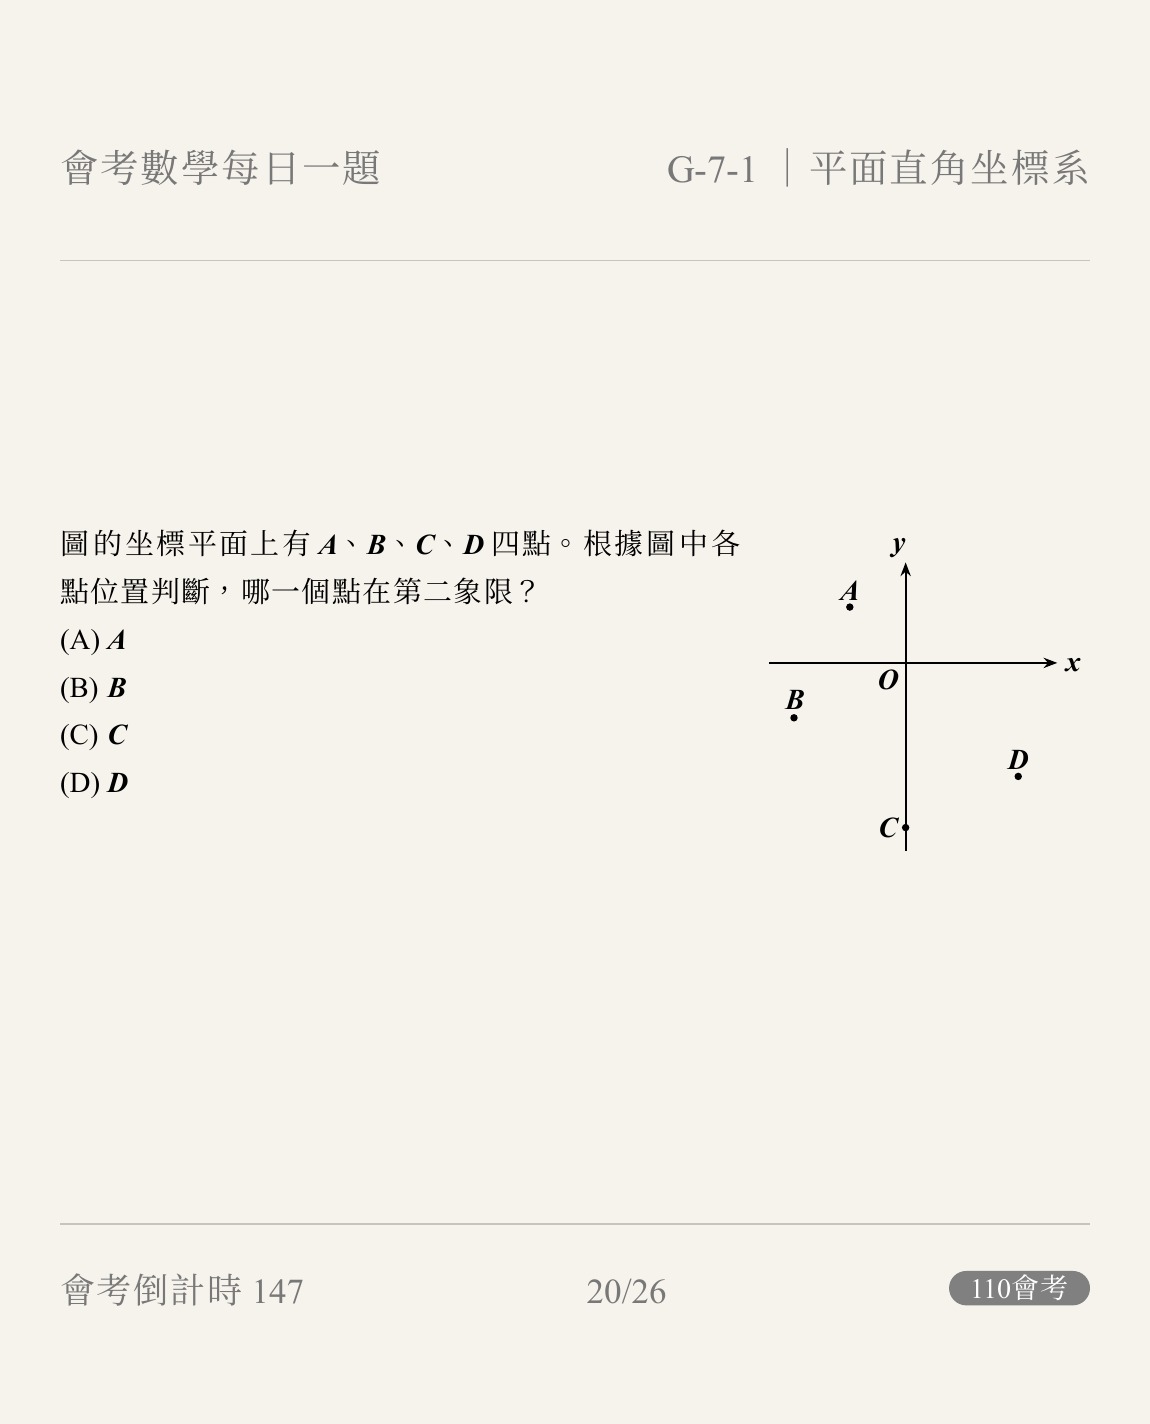 會考數學每日一題
G-7-1 | 平面直角坐標系
圖的坐標平面上有 A、B、C、D 四點。根據圖中各
點位置判斷,哪一個點在第二象限?
(A) A
(B) B
(C) C
(D) D
y
A
x
O
B
D
C
會考倒計時 147
20/26
110會考